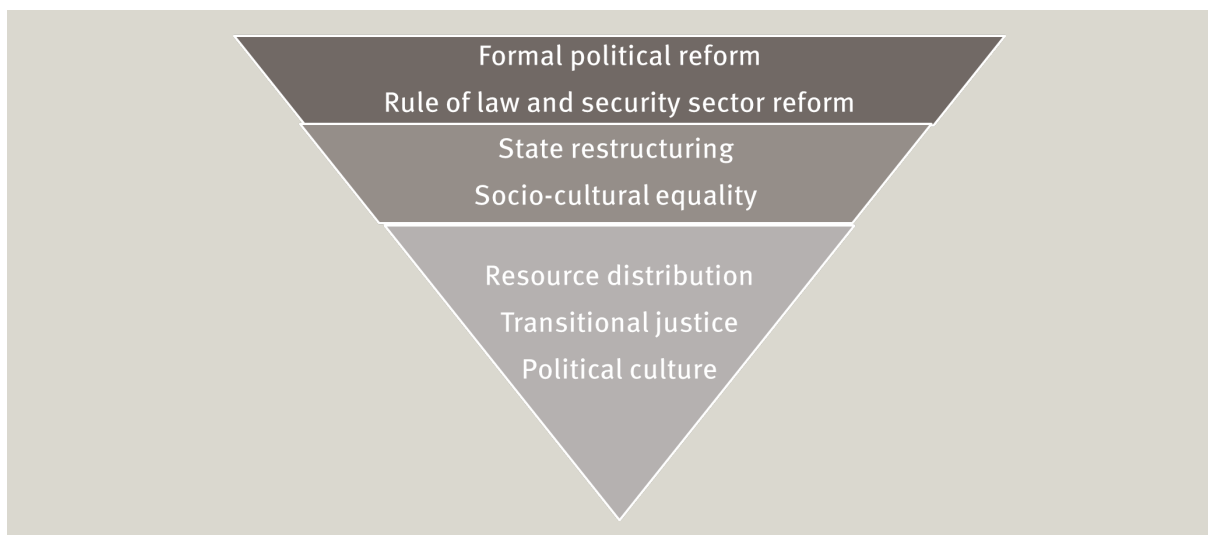 Formal political reform
Rule of law and security sector reform
State restructuring
Socio-cultural equality
Resource distribution
Transitional justice
Political culture